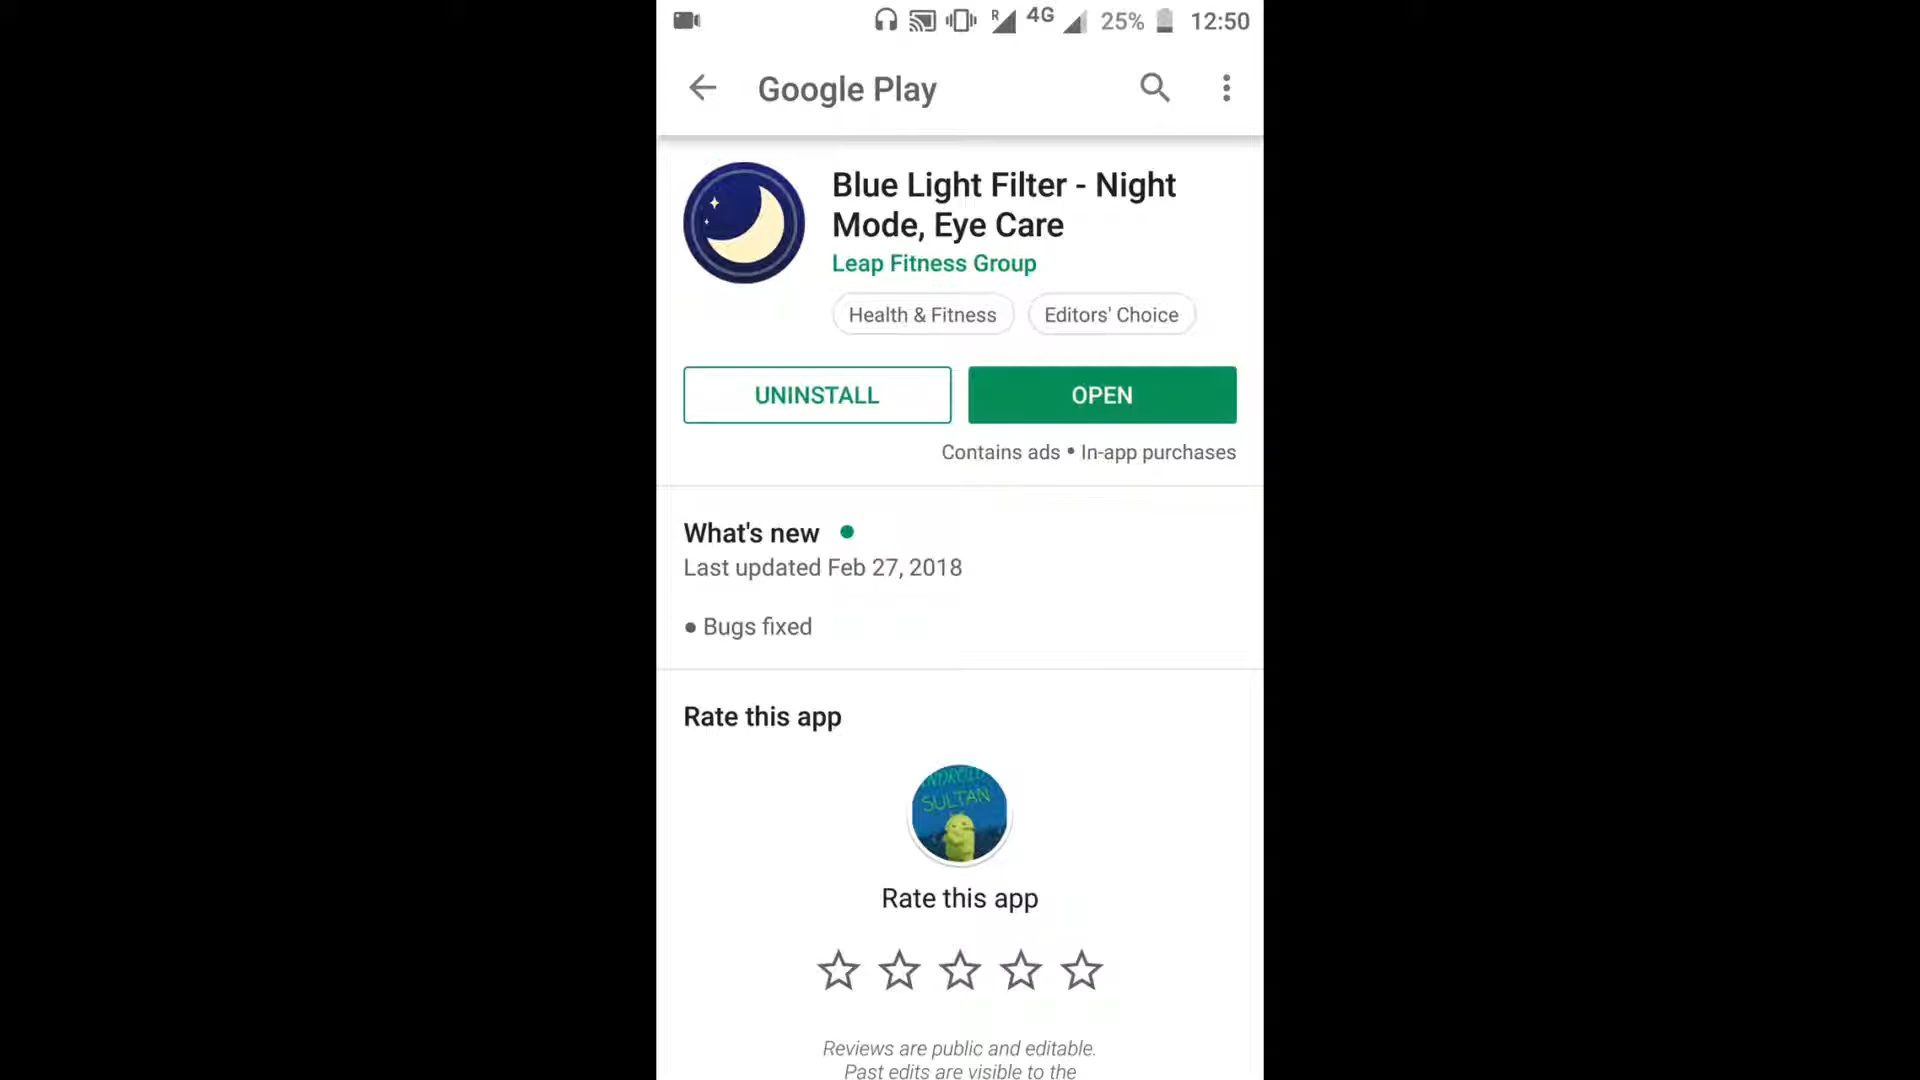 R 4G 25% 12:50
Google Play
Blue Light Filter - Night
Mode, Eye Care
Leap Fitness Group
Health & Fitness Editors' Choice
UNINSTALL OPEN
Contains ads • In-app purchases
What's new
Last updated Feb 27, 2018
• Bugs fixed
Rate this app
ANDROID
SULTAN
Rate this app
Reviews are public and editable.
Past edits are visible to the